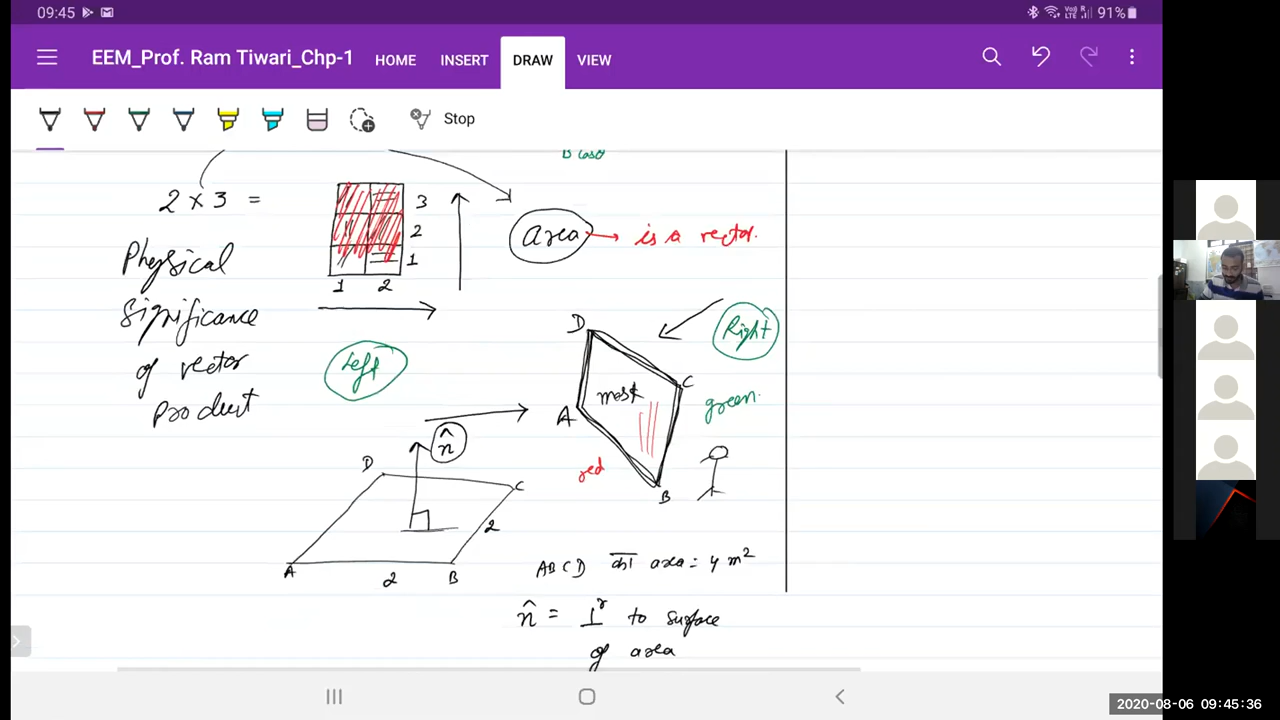 09:45
91%
EEM_Prof. Ram Tiwari_Chp-1
HOME
INSERT
DRAW
VIEW
Stop
B cosθ
2 x 3 =
3
2
1
1 2
Area → is a vector.
Physical
Significance
of vector
Product
Left
Right
D
C
A
B
most
green.
red
n̂
D
C
A
B
2
2
ABCD area = 4 m²
n̂ = ⊥r to surface
of area
2020-08-06 09:45:36